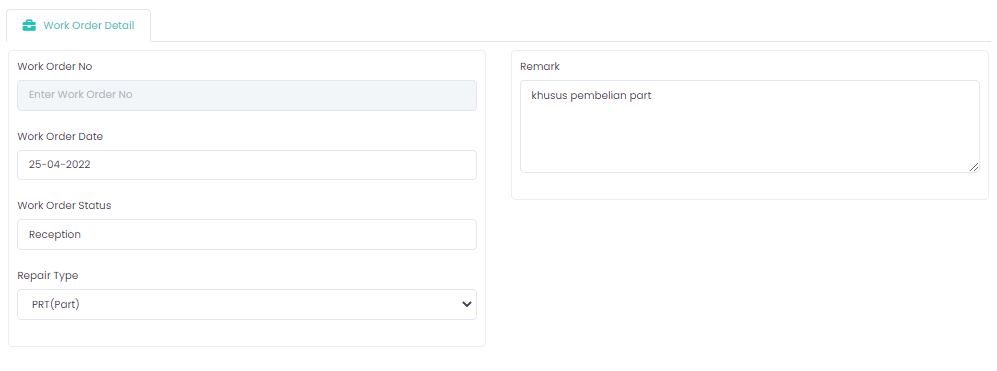 Work Order Detail
Work Order No
Enter Work Order No
Work Order Date
25-04-2022
Work Order Status
Reception
Repair Type
PRT(Part)
Remark
khusus pembelian part